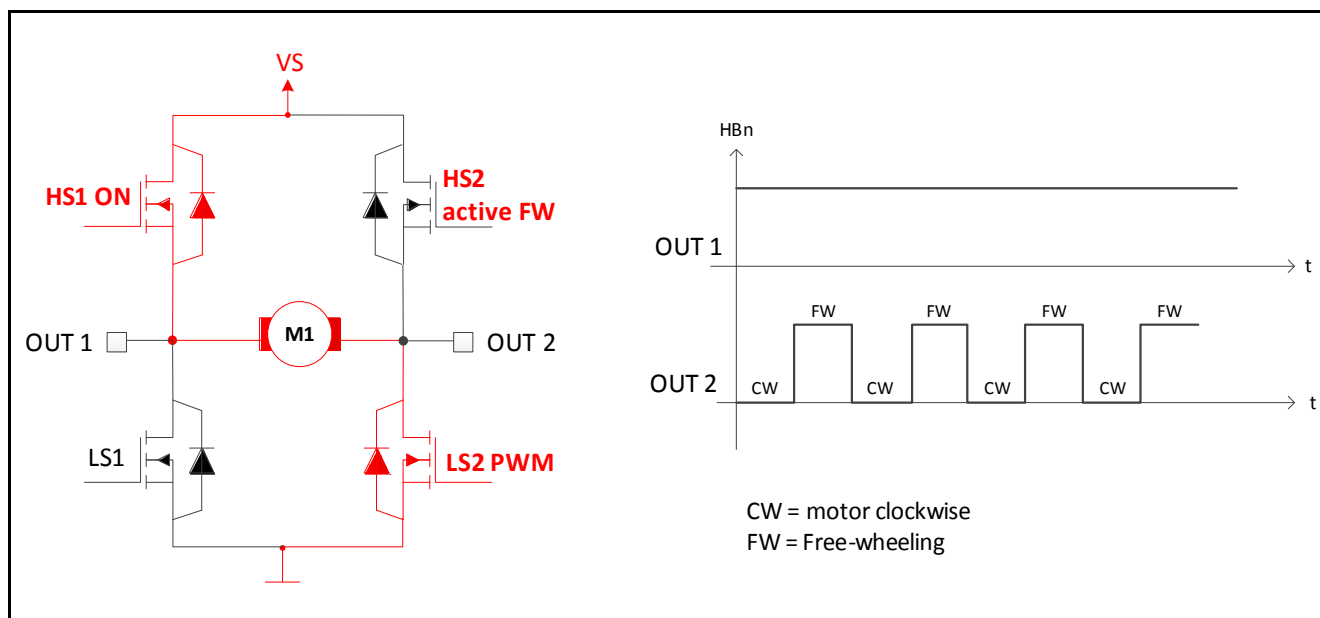 VS
HS1 ON
HS2
active FW
OUT 1
M1
OUT 2
LS1
LS2 PWM
HBn
OUT 1
t
FW
FW
FW
FW
OUT 2
CW
CW
CW
CW
t
CW = motor clockwise
FW = Free-wheeling